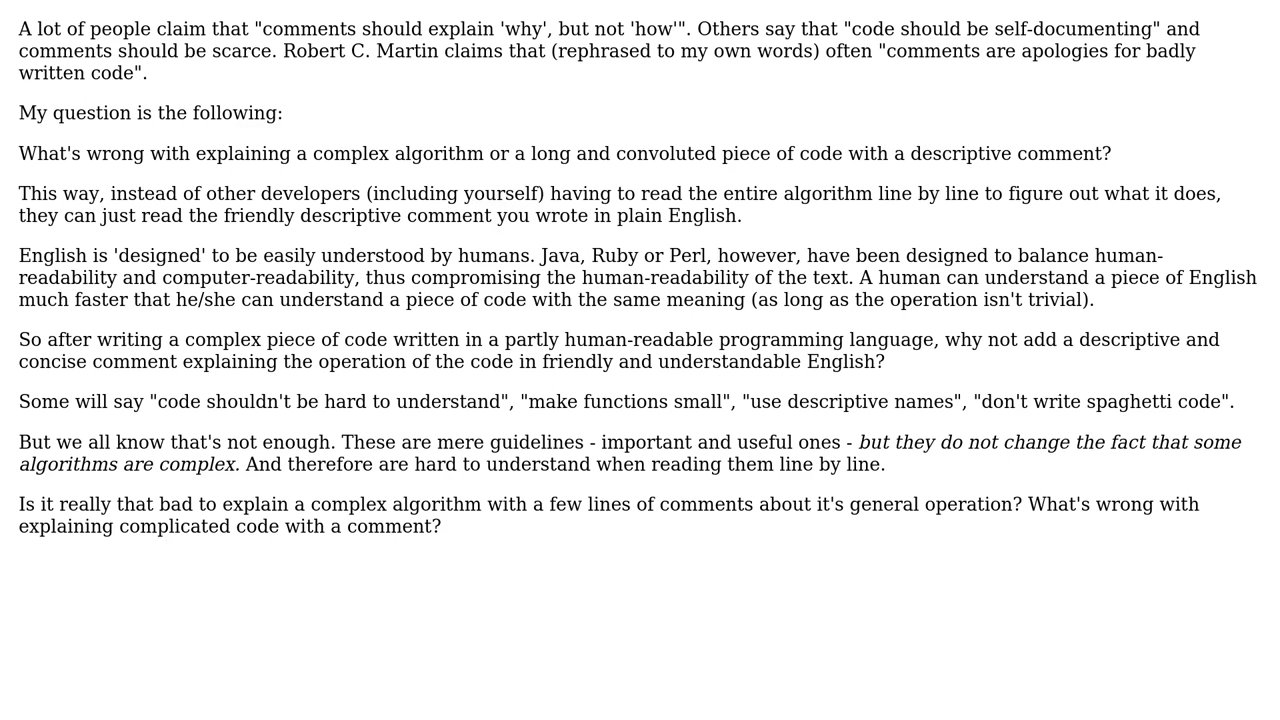 A lot of people claim that "comments should explain 'why', but not 'how'". Others say that "code should be self-documenting" and
comments should be scarce. Robert C. Martin claims that (rephrased to my own words) often "comments are apologies for badly
written code".
My question is the following:
What's wrong with explaining a complex algorithm or a long and convoluted piece of code with a descriptive comment?
This way, instead of other developers (including yourself) having to read the entire algorithm line by line to figure out what it does,
they can just read the friendly descriptive comment you wrote in plain English.
English is 'designed' to be easily understood by humans. Java, Ruby or Perl, however, have been designed to balance human-
readability and computer-readability, thus compromising the human-readability of the text. A human can understand a piece of English
much faster that he/she can understand a piece of code with the same meaning (as long as the operation isn't trivial).
So after writing a complex piece of code written in a partly human-readable programming language, why not add a descriptive and
concise comment explaining the operation of the code in friendly and understandable English?
Some will say "code shouldn't be hard to understand", "make functions small", "use descriptive names", "don't write spaghetti code".
But we all know that's not enough. These are mere guidelines - important and useful ones - but they do not change the fact that some
algorithms are complex. And therefore are hard to understand when reading them line by line.
Is it really that bad to explain a complex algorithm with a few lines of comments about it's general operation? What's wrong with
explaining complicated code with a comment?